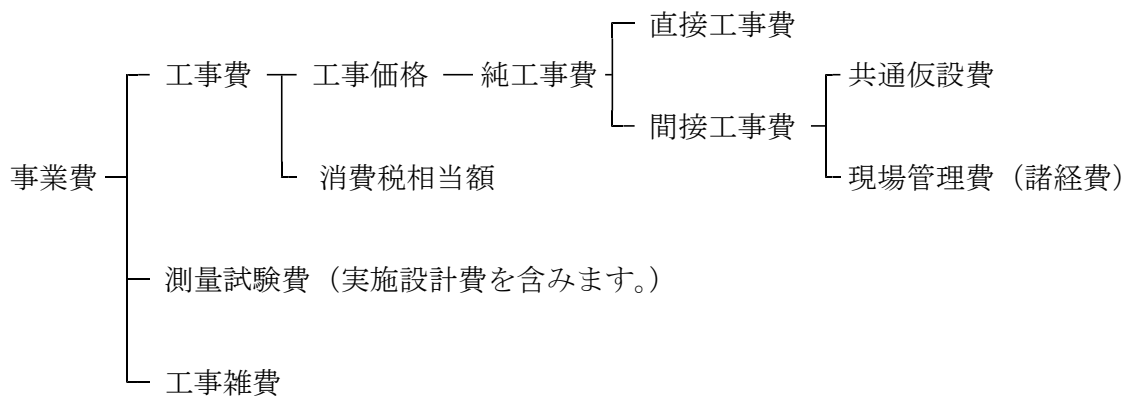 直接工事費
工事費 工事価格 純工事費 共通仮設費
間接工事費
事業費 消費税相当額 現場管理費（諸経費）
測量試験費（実施設計費を含みます。）
工事雑費